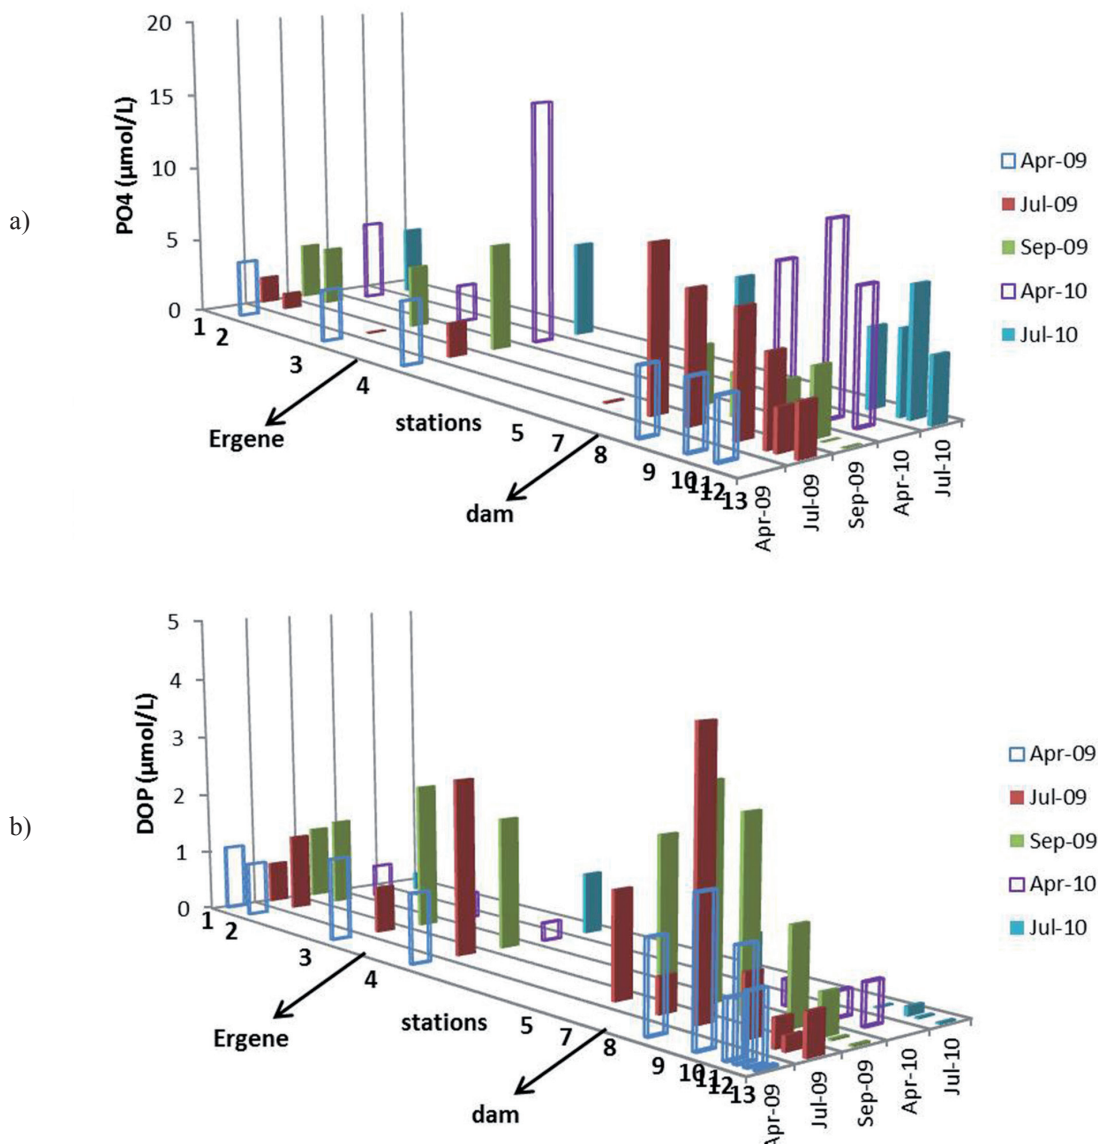 a)
PO4 (µmol/L)
20
15
10
5
0
1
2
3
4
5
7
8
9
10
11
12
13
Ergene
stations
dam
Apr-09
Jul-09
Sep-09
Apr-10
Jul-10
Apr-09
Jul-09
Sep-09
Apr-10
Jul-10
b)
DOP (µmol/L)
5
4
3
2
1
0
1
2
3
4
5
7
8
9
10
11
12
13
Ergene
stations
dam
Apr-09
Jul-09
Sep-09
Apr-10
Jul-10
Apr-09
Jul-09
Sep-09
Apr-10
Jul-10